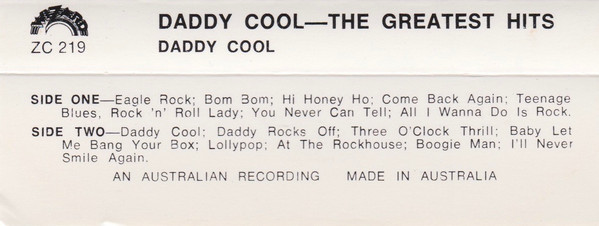 DADDY COOL—THE GREATEST HITS
ZC 219 DADDY COOL
SIDE ONE—Eagle Rock; Bom Bom; Hi Honey Ho; Come Back Again; Teenage
Blues, Rock 'n' Roll Lady; You Never Can Tell; All I Wanna Do Is Rock.
SIDE TWO—Daddy Cool; Daddy Rocks Off; Three O'Clock Thrill; Baby Let
Me Bang Your Box; Lollypop; At The Rockhouse; Boogie Man; I'll Never
Smile Again.
AN AUSTRALIAN RECORDING MADE IN AUSTRALIA